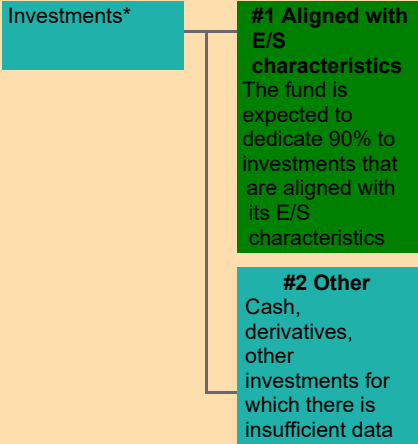 Investments*
#1 Aligned with
E/S
characteristics
The fund is
expected to
dedicate 90% to
investments that
are aligned with
its E/S
characteristics
#2 Other
Cash,
derivatives,
other
investments for
which there is
insufficient data